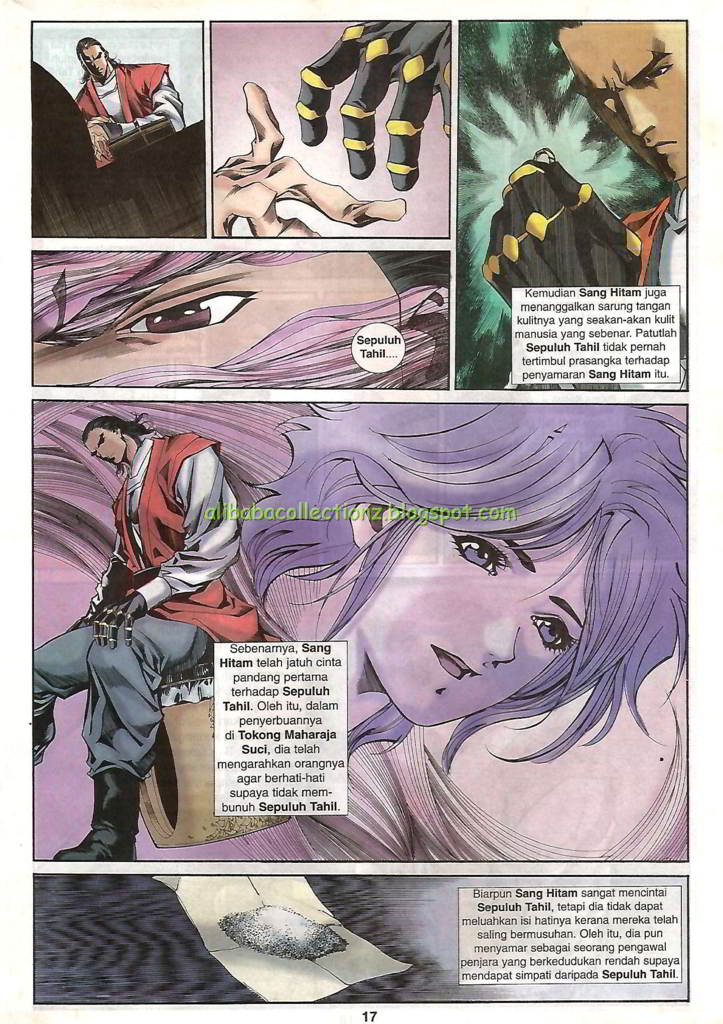 Kemudian Sang Hitam juga
menanggalkan sarung tangan
kulitnya yang seakan-akan kulit
manusia yang sebenar. Patutlah
Sepuluh Tahil tidak pernah
tertimbul prasangka terhadap
penyamaran Sang Hitam itu.
Sepuluh
Tahil....
alibabacollectionz.blogspot.com
Sebenarnya, Sang
Hitam telah jatuh cinta
pandang pertama
terhadap Sepuluh
Tahil. Oleh itu, dalam
penyerbuannya
di Tokong Maharaja
Suci, dia telah
mengarahkan orangnya
agar berhati-hati
supaya tidak mem-
bunuh Sepuluh Tahil.
Biarpun Sang Hitam sangat mencintai
Sepuluh Tahil, tetapi dia tidak dapat
meluahkan isi hatinya kerana mereka telah
saling bermusuhan. Oleh itu, dia pun
menyamar sebagai seorang pengawal
penjara yang berkedudukan rendah supaya
mendapat simpati daripada Sepuluh Tahil.
17